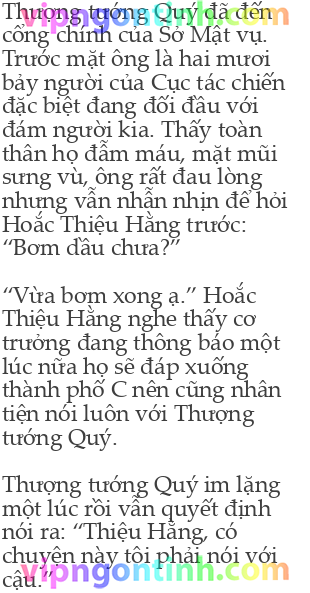 Thượng tướng Quý đã đến
cổng chính của Sở Mật vụ.
Trước mặt ông là hai mươi
bảy người của Cục tác chiến
đặc biệt đang đối đầu với
đám người kia. Thấy toàn
thân họ đẫm máu, mặt mũi
sưng vù, ông rất đau lòng
nhưng vẫn nhẫn nhịn để hỏi
Hoắc Thiệu Hằng trước:
“Bơm dầu chưa?”
“Vừa bơm xong ạ.” Hoắc
Thiệu Hằng nghe thấy cơ
trưởng đang thông báo một
lúc nữa họ sẽ đáp xuống
thành phố C nên cũng nhân
tiện nói luôn với Thượng
tướng Quý.
Thượng tướng Quý im lặng
một lúc rồi vẫn quyết định
nói ra: “Thiệu Hằng, có
chuyện này tôi phải nói với
cậu.”
vipngontinh.com
vipngontinh.com